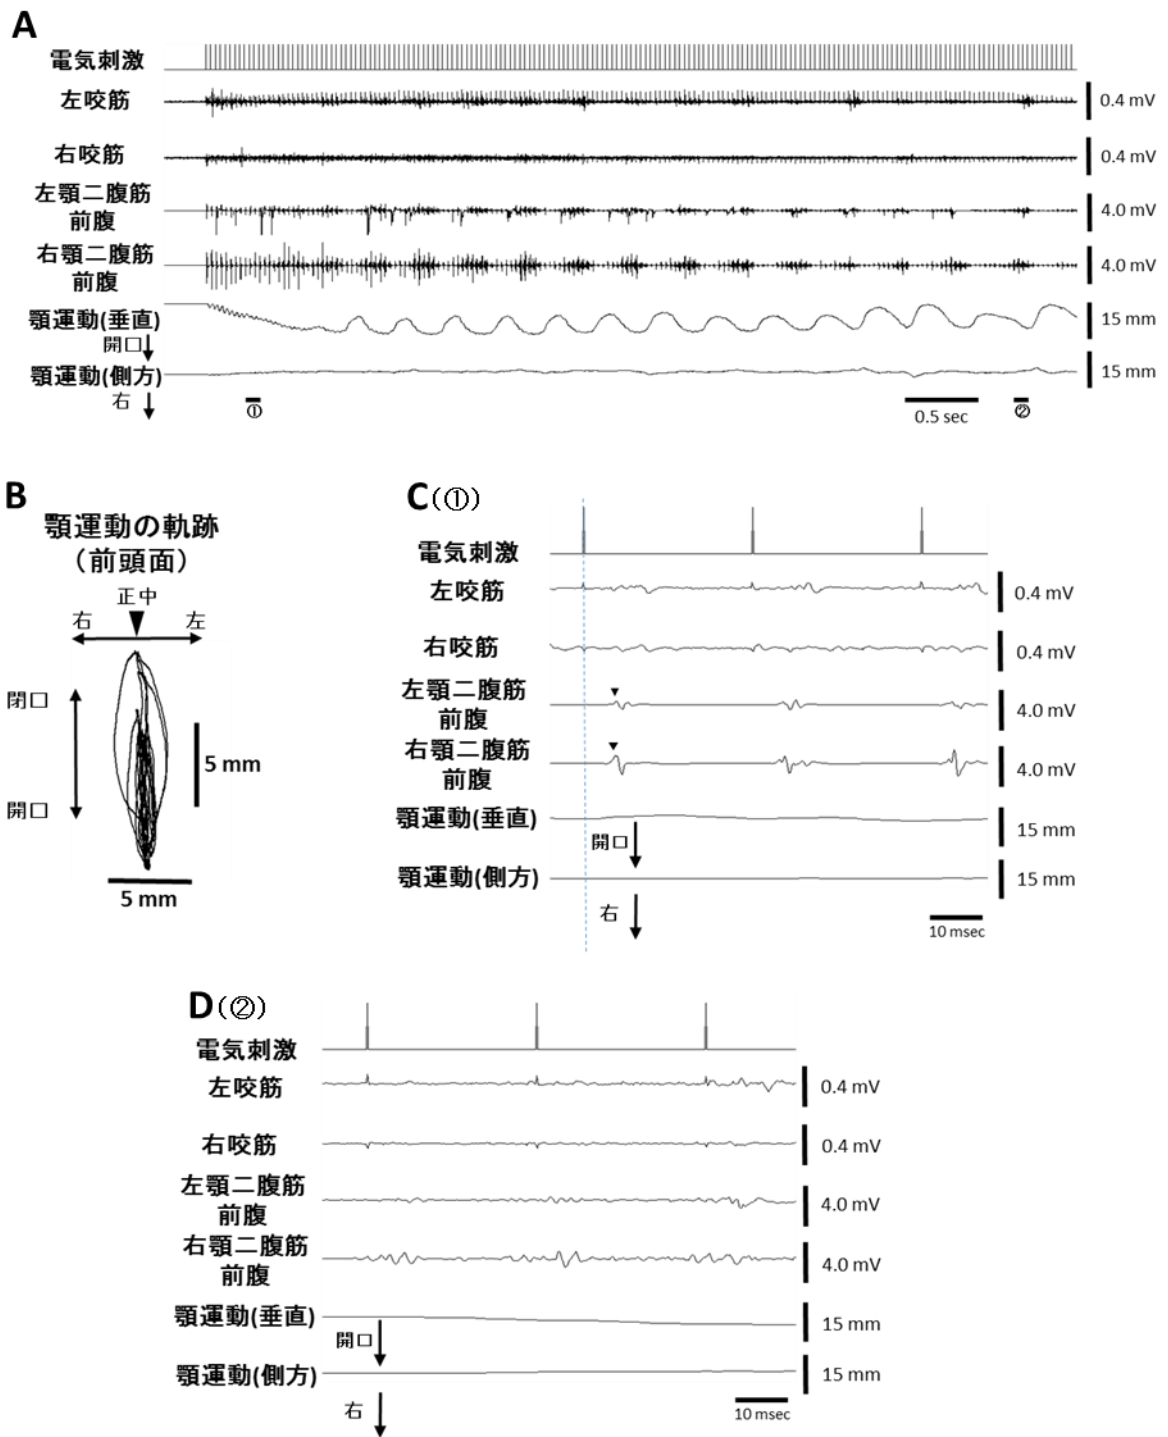 A
電気刺激
左咬筋
0.4 mV
右咬筋
0.4 mV
左顎二腹筋
前腹
4.0 mV
右顎二腹筋
前腹
4.0 mV
顎運動(垂直)
開口
15 mm
顎運動(側方)
右
15 mm
①
0.5 sec
②
B
顎運動の軌跡
（前頭面）
正中
右
左
閉口
開口
5 mm
5 mm
C(①)
電気刺激
左咬筋
0.4 mV
右咬筋
0.4 mV
左顎二腹筋
前腹
4.0 mV
右顎二腹筋
前腹
4.0 mV
顎運動(垂直)
開口
15 mm
顎運動(側方)
右
15 mm
10 msec
D(②)
電気刺激
左咬筋
0.4 mV
右咬筋
0.4 mV
左顎二腹筋
前腹
4.0 mV
右顎二腹筋
前腹
4.0 mV
顎運動(垂直)
開口
15 mm
顎運動(側方)
右
15 mm
10 msec